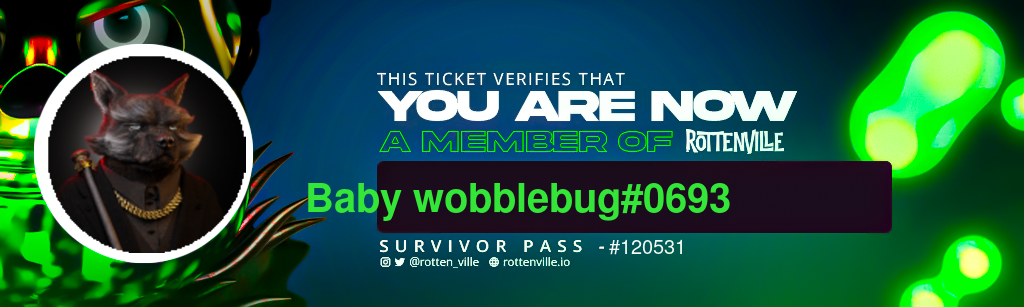 THIS TICKET VERIFIES THAT
YOU ARE NOW
A MEMBER OF ROTTENVILLE
Baby wobblebug#0693
SURVIVOR PASS - #120531
@rotten_ville rottenville.io